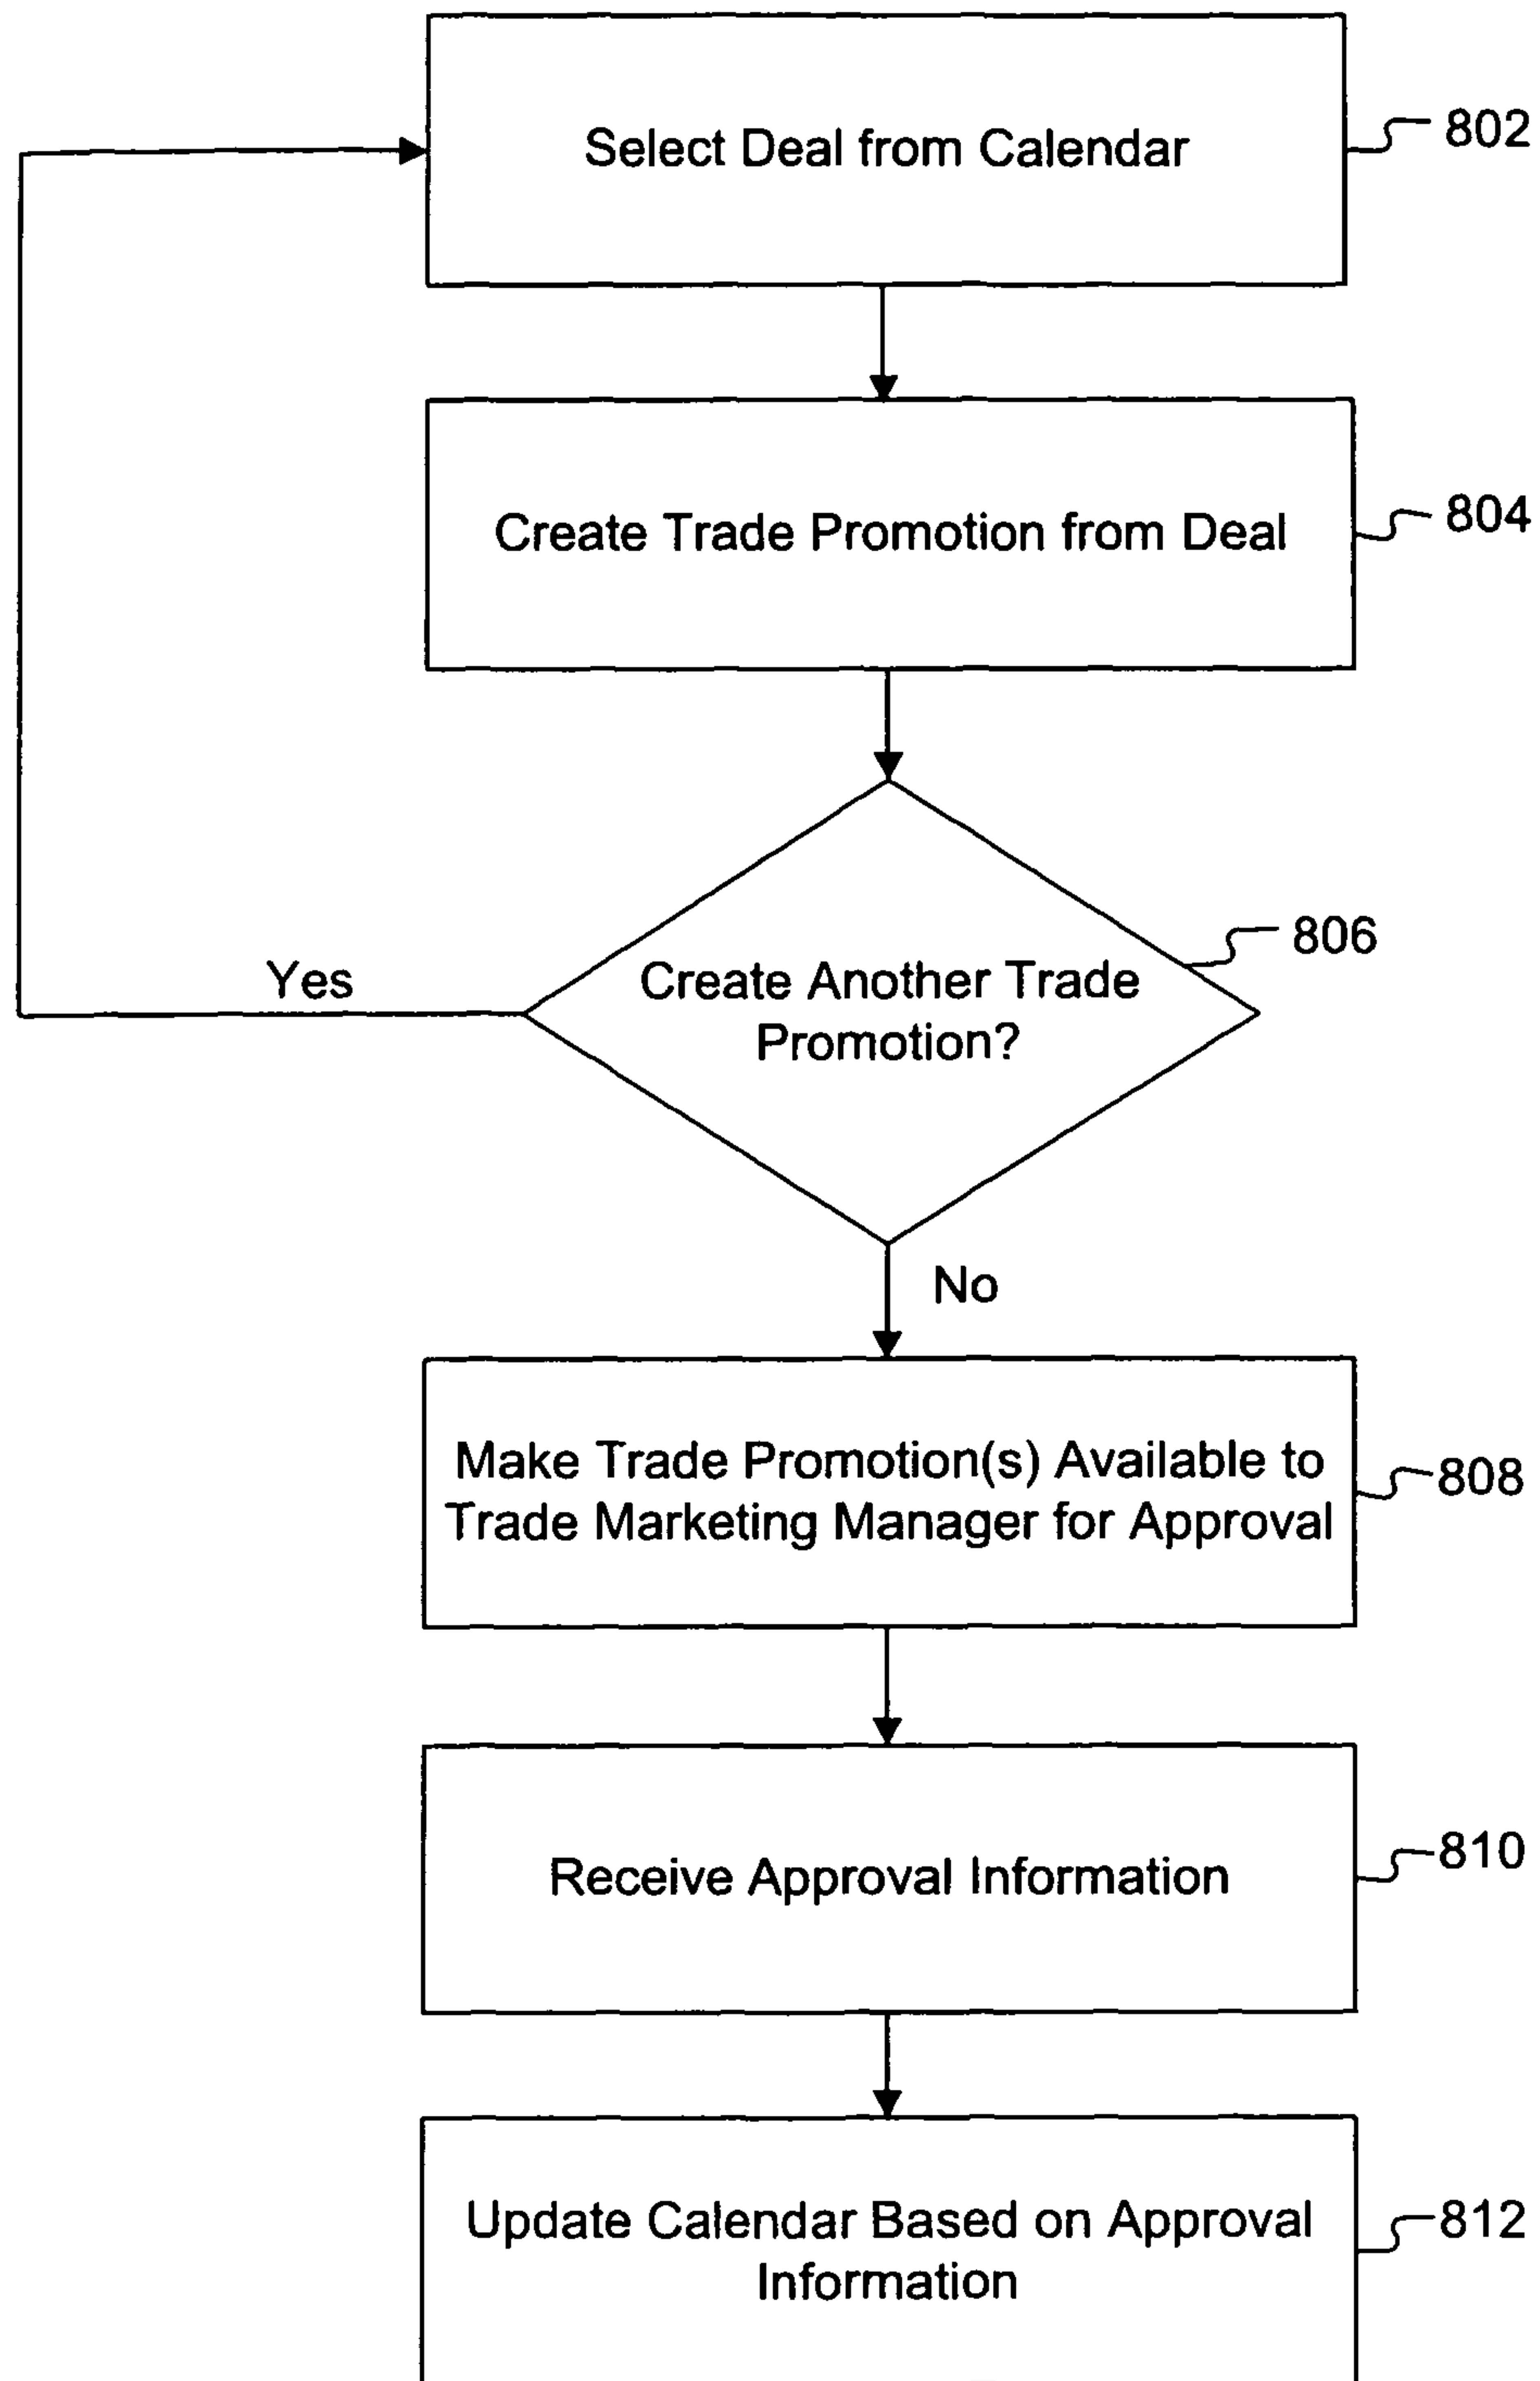 Select Deal from Calendar
802
Create Trade Promotion from Deal
804
806
Create Another Trade
Promotion?
Yes
No
Make Trade Promotion(s) Available to
Trade Marketing Manager for Approval
808
Receive Approval Information
810
Update Calendar Based on Approval
Information
812